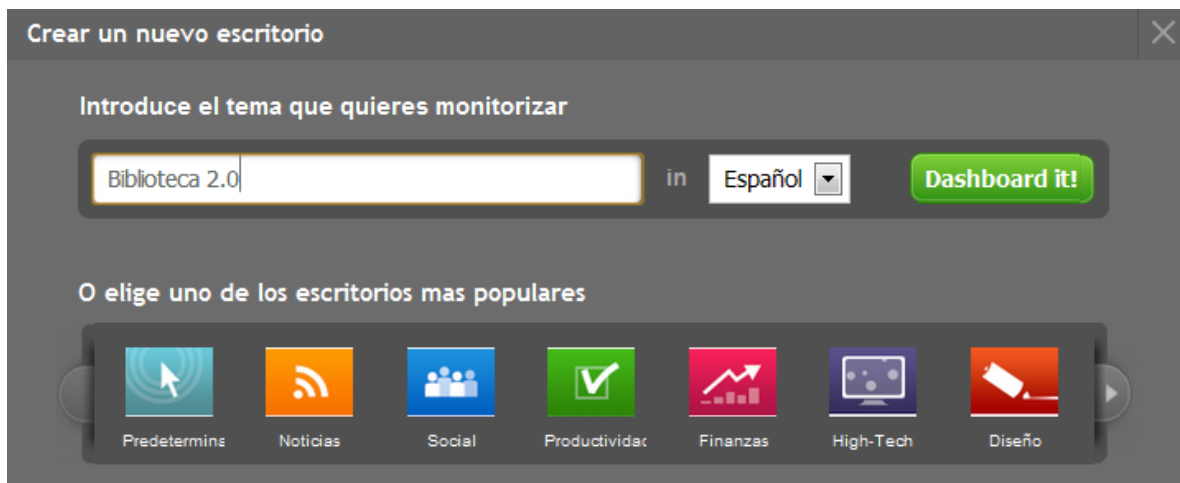 Crear un nuevo escritorio
Introduce el tema que quieres monitorizar
Biblioteca 2.0 in Español Dashboard it!
O elige uno de los escritorios mas populares
Predetermina Noticias Social Productividac Finanzas High-Tech Diseño